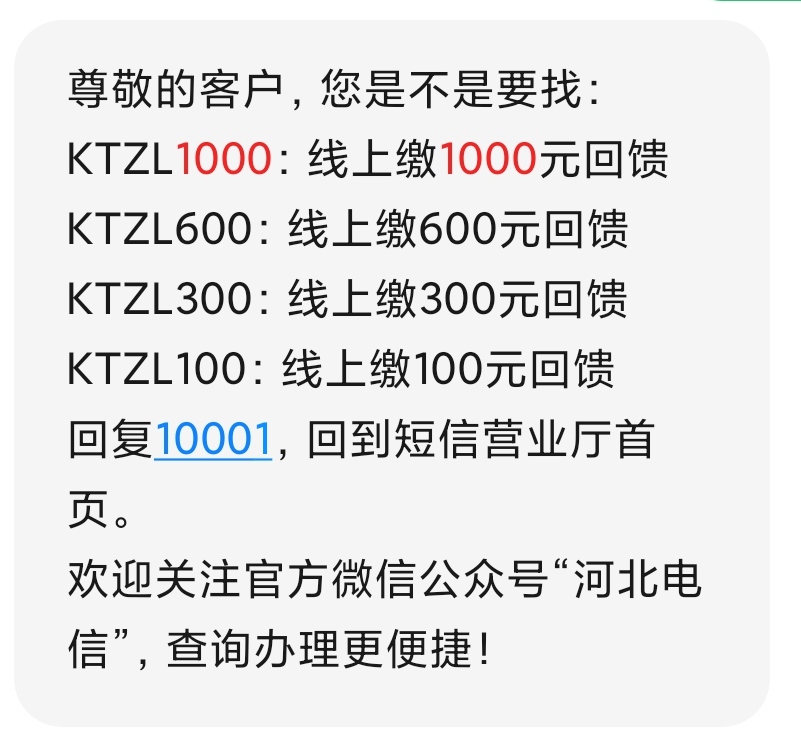 尊敬的客户，您是不是要找：
KTZL1000：线上缴1000元回馈
KTZL600：线上缴600元回馈
KTZL300：线上缴300元回馈
KTZL100：线上缴100元回馈
回复10001，回到短信营业厅首
页。
欢迎关注官方微信公众号“河北电
信”，查询办理更便捷！